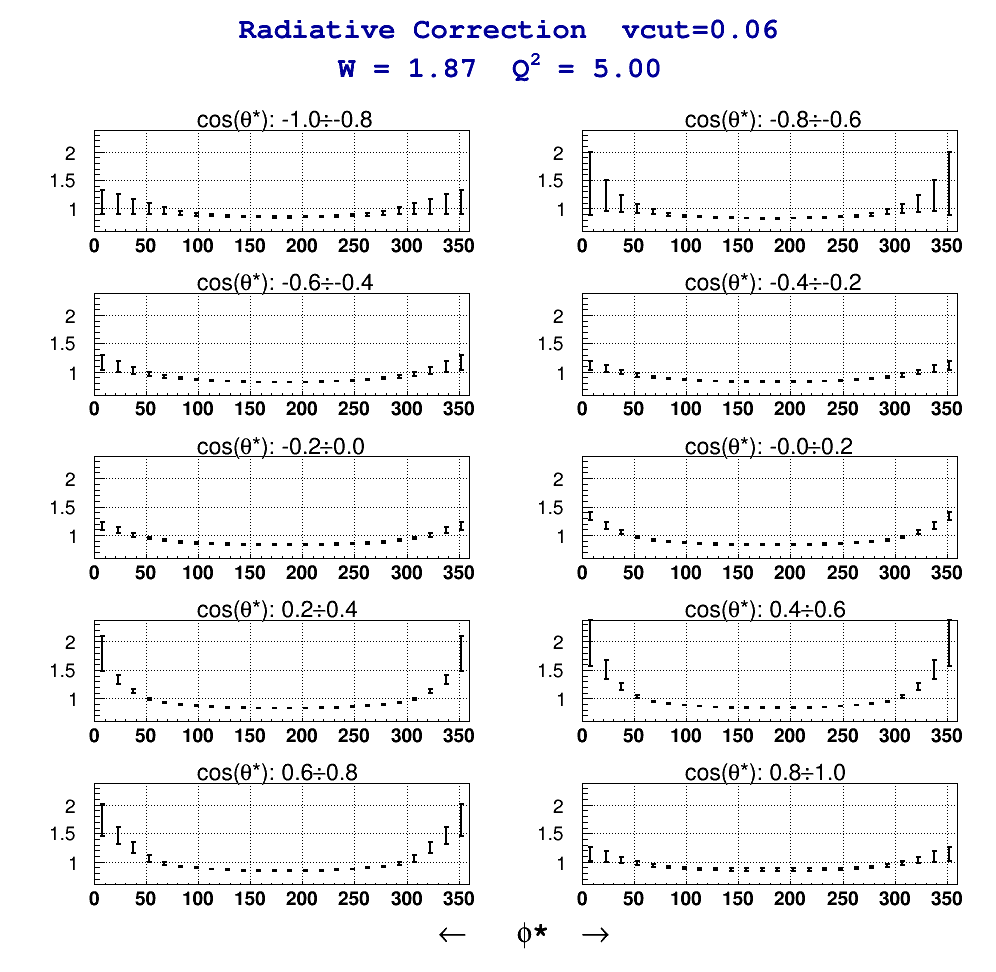 Radiative Correction vcut=0.06
W = 1.87 Q² = 5.00
cos(θ*): -1.0÷-0.8 cos(θ*): -0.8÷-0.6
2 2
1.5 1.5
1 1
0 50 100 150 200 250 300 350 0 50 100 150 200 250 300 350
cos(θ*): -0.6÷-0.4 cos(θ*): -0.4÷-0.2
2 2
1.5 1.5
1 1
0 50 100 150 200 250 300 350 0 50 100 150 200 250 300 350
cos(θ*): -0.2÷0.0 cos(θ*): -0.0÷0.2
2 2
1.5 1.5
1 1
0 50 100 150 200 250 300 350 0 50 100 150 200 250 300 350
cos(θ*): 0.2÷0.4 cos(θ*): 0.4÷0.6
2 2
1.5 1.5
1 1
0 50 100 150 200 250 300 350 0 50 100 150 200 250 300 350
cos(θ*): 0.6÷0.8 cos(θ*): 0.8÷1.0
2 2
1.5 1.5
1 1
0 50 100 150 200 250 300 350 0 50 100 150 200 250 300 350
← ϕ* →